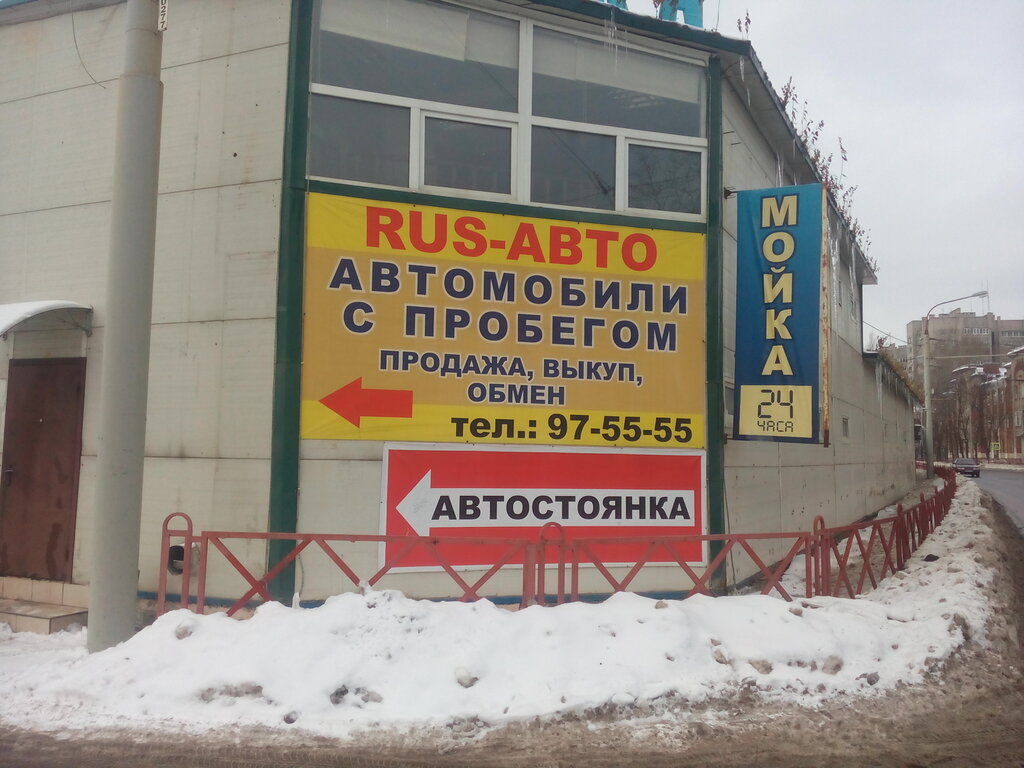 RUS-АВТО
АВТОМОБИЛИ
С ПРОБЕГОМ
ПРОДАЖА, ВЫКУП,
ОБМЕН
тел.: 97-55-55
АВТОСТОЯНКА
МОЙКА
24
ЧАСА